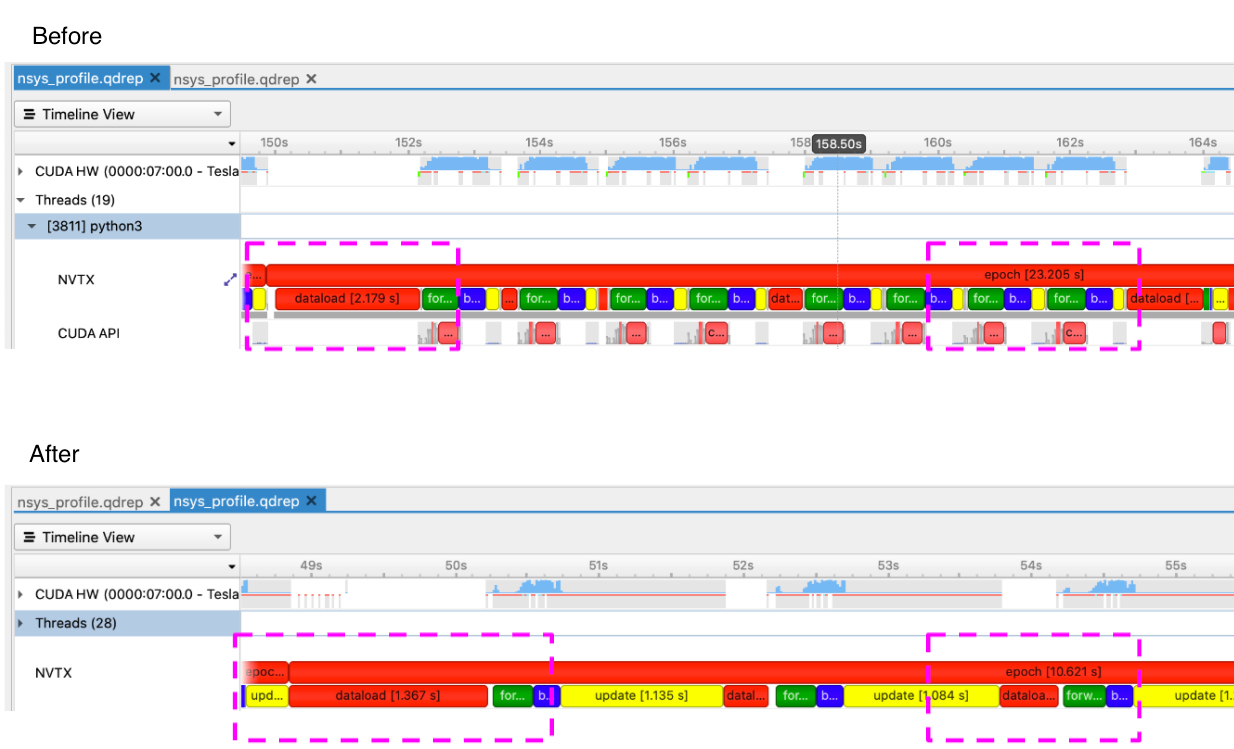 Before
nsys_profile.qdrep × nsys_profile.qdrep ×
Timeline View
150s 152s 154s 156s 158 158.50s 160s 162s 164s
CUDA HW (0000:07:00.0 - Tesla
Threads (19)
[3811] python3
NVTX
... epoch [23.205 s]
dataload [2.179 s] for... b... ... for... b... for... b... for... b... dat... for... b... for... b... for... b... for... b... dataload [... ...
CUDA API
... ... ... c... ... ... ... c...
After
nsys_profile.qdrep × nsys_profile.qdrep ×
Timeline View
49s 50s 51s 52s 53s 54s 55s
CUDA HW (0000:07:00.0 - Tesla
Threads (28)
NVTX
epoc... epoch [10.621 s]
upd... dataload [1.367 s] for... b... update [1.135 s] datal... for... b... update [1.084 s] dataloa... forw... b... update [1.